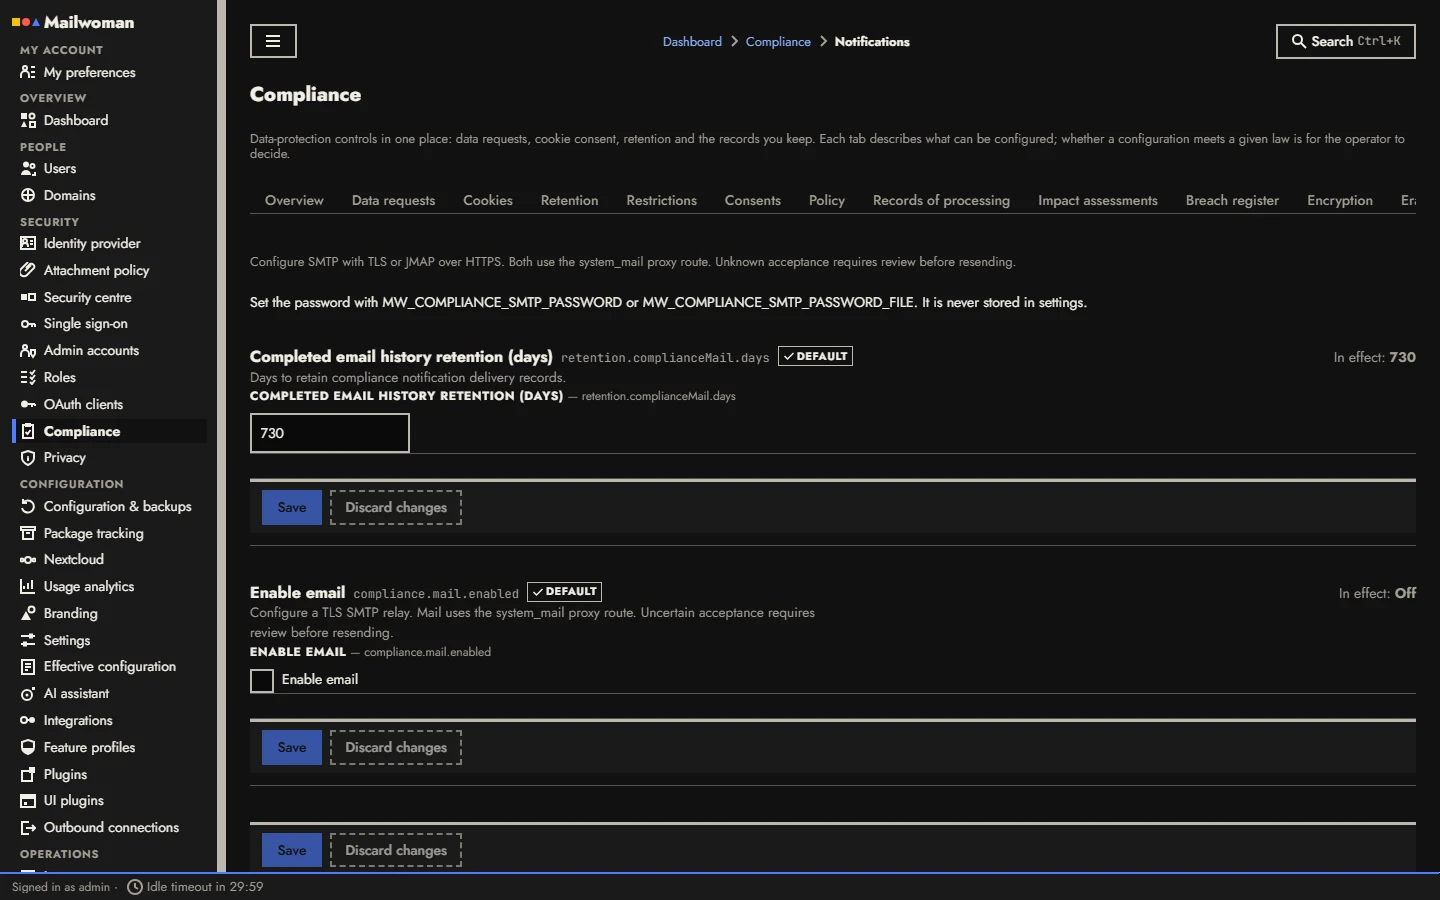 Mailwoman
MY ACCOUNT
My preferences
OVERVIEW
Dashboard
PEOPLE
Users
Domains
SECURITY
Identity provider
Attachment policy
Security centre
Single sign-on
Admin accounts
Roles
OAuth clients
Compliance
Privacy
CONFIGURATION
Configuration & backups
Package tracking
Nextcloud
Usage analytics
Branding
Settings
Effective configuration
AI assistant
Integrations
Feature profiles
Plugins
UI plugins
Outbound connections
OPERATIONS
Dashboard Compliance Notifications
Search Ctrl+K
Compliance
Data-protection controls in one place: data requests, cookie consent, retention and the records you keep. Each tab describes what can be configured; whether a configuration meets a given law is for the operator to
decide.
Overview Data requests Cookies Retention Restrictions Consents Policy Records of processing Impact assessments Breach register Encryption
Configure SMTP with TLS or JMAP over HTTPS. Both use the system_mail proxy route. Unknown acceptance requires review before resending.
Set the password with MW_COMPLIANCE_SMTP_PASSWORD or MW_COMPLIANCE_SMTP_PASSWORD_FILE. It is never stored in settings.
Completed email history retention (days) retention.complianceMail.days DEFAULT In effect: 730
Days to retain compliance notification delivery records.
COMPLETED EMAIL HISTORY RETENTION (DAYS) — retention.complianceMail.days
730
Save Discard changes
Enable email compliance.mail.enabled DEFAULT In effect: Off
Configure a TLS SMTP relay. Mail uses the system_mail proxy route. Uncertain acceptance requires
review before resending.
ENABLE EMAIL — compliance.mail.enabled
Enable email
Save Discard changes
Save Discard changes
Signed in as admin · Idle timeout in 29:59